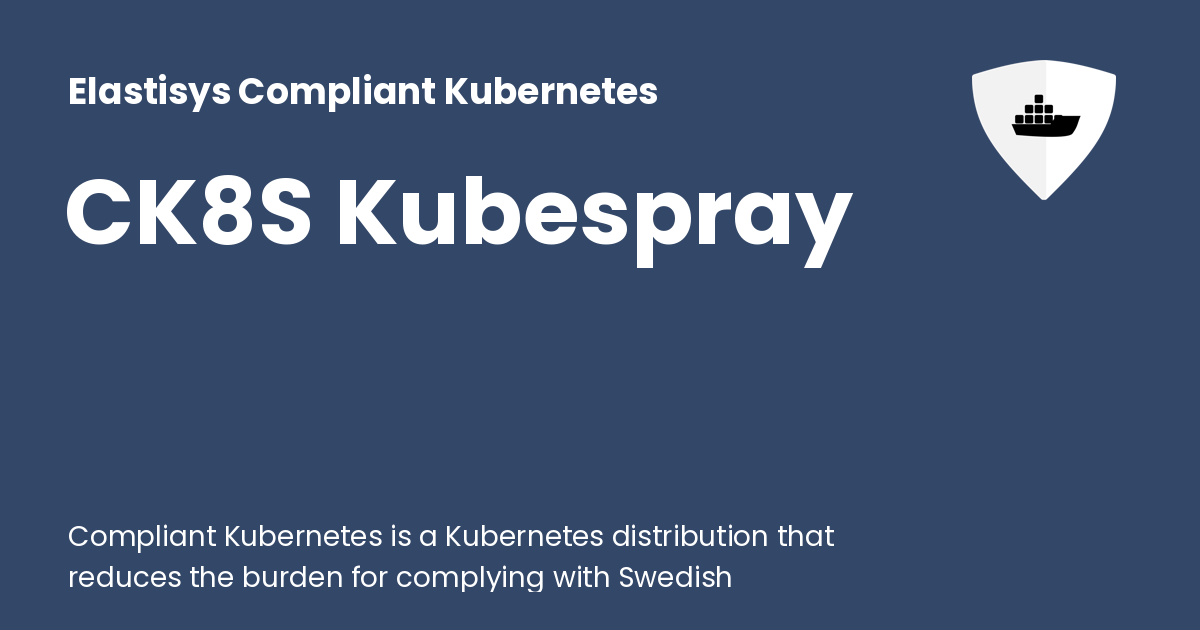 Elastisys Compliant Kubernetes
CK8S Kubespray
Compliant Kubernetes is a Kubernetes distribution that
reduces the burden for complying with Swedish